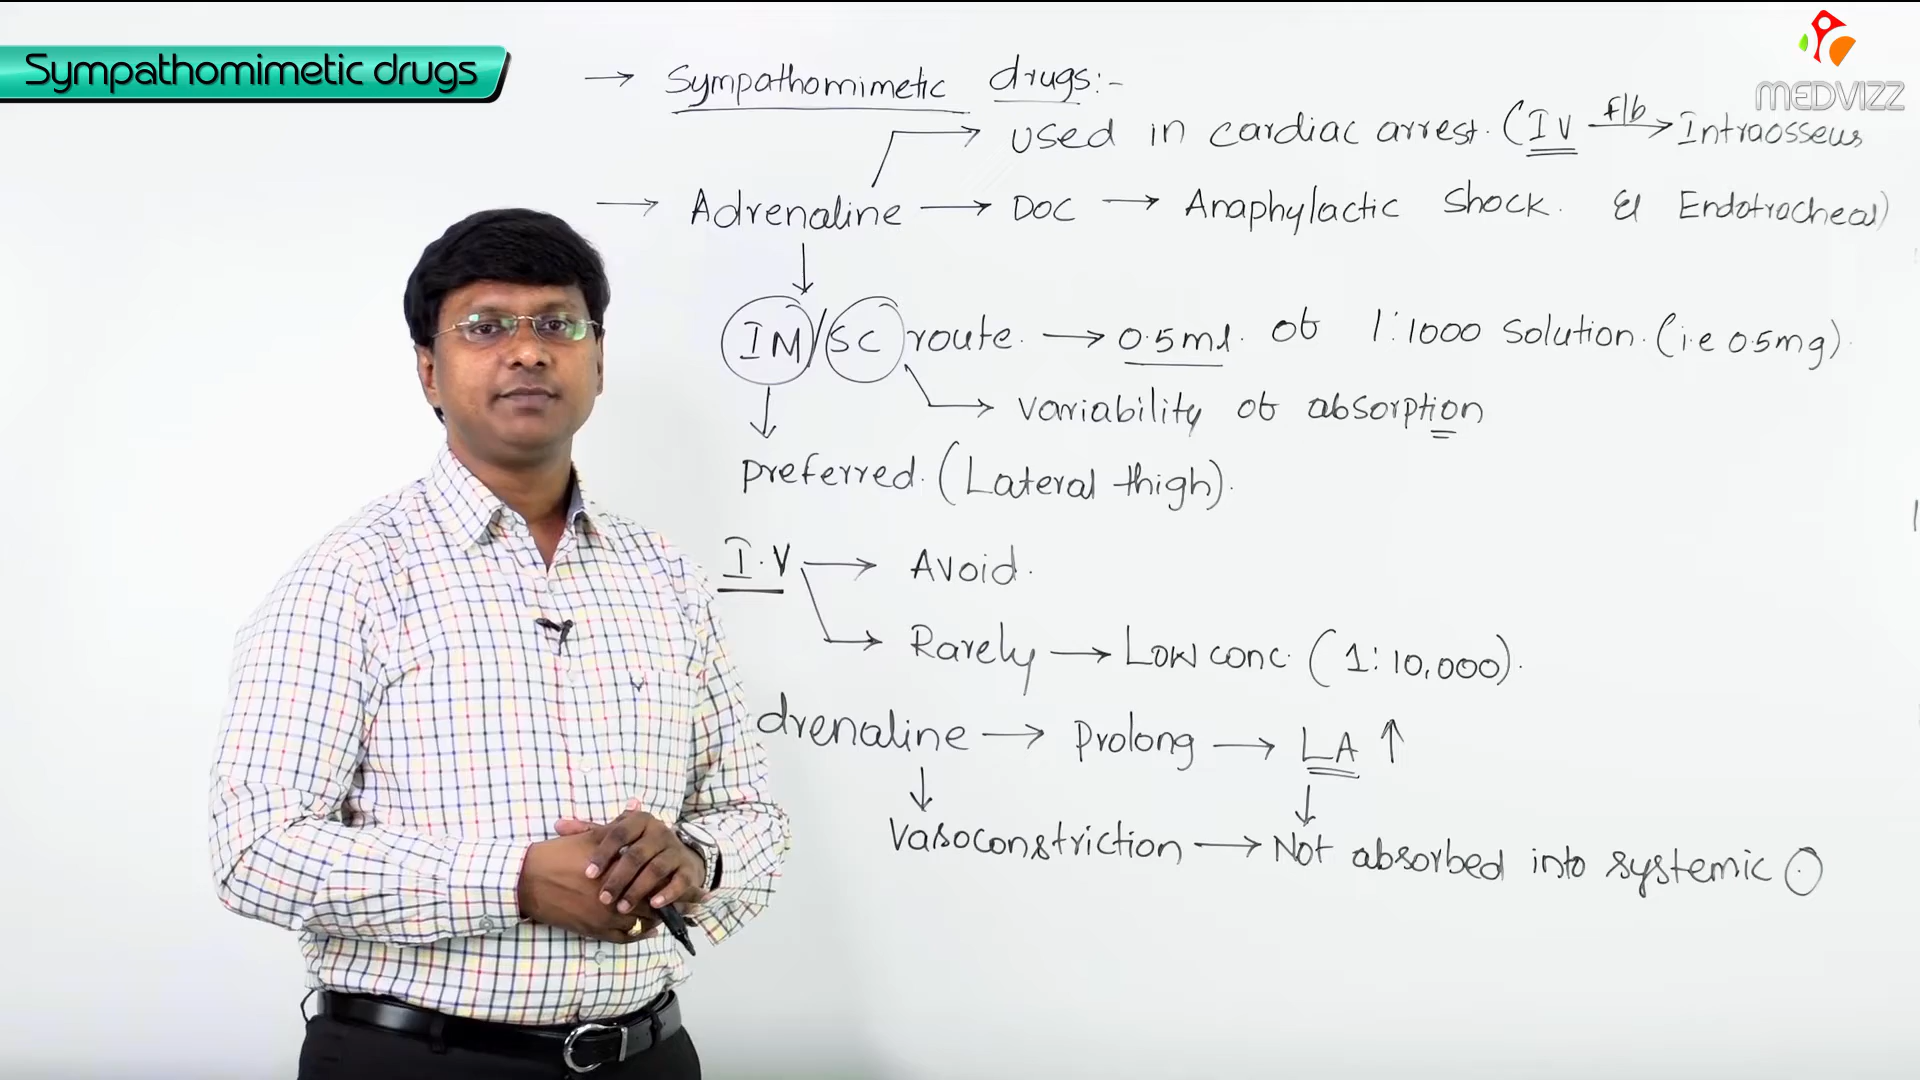 Sympathomimetic drugs
MEDVIZZ
→ Sympathomimetic drugs:-
→ used in cardiac arrest. (IV f/b → Intraosseus
→ Adrenaline → DOC → Anaphylactic Shock. & Endotracheal)
IM/SC route. → 0.5ml. of 1:1000 Solution. (i.e 0.5mg).
→ variability of absorption
preferred. (Lateral thigh).
I.V → Avoid.
→ Rarely → Low conc. (1:10,000).
drenaline → Prolong → LA ↑
Vasoconstriction → Not absorbed into systemic